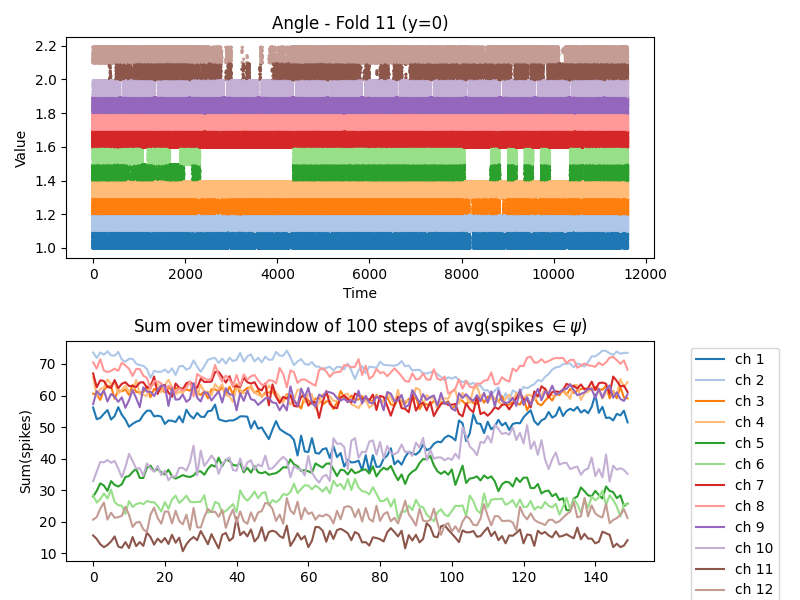 Angle - Fold 11 (y=0)
2.2
2.0
1.8
1.6
1.4
1.2
1.0
Value
0 2000 4000 6000 8000 10000 12000
Time
Sum over timewindow of 100 steps of avg(spikes ∈ ψ)
70
60
50
40
30
20
10
Sum(spikes)
0 20 40 60 80 100 120 140
ch 1
ch 2
ch 3
ch 4
ch 5
ch 6
ch 7
ch 8
ch 9
ch 10
ch 11
ch 12